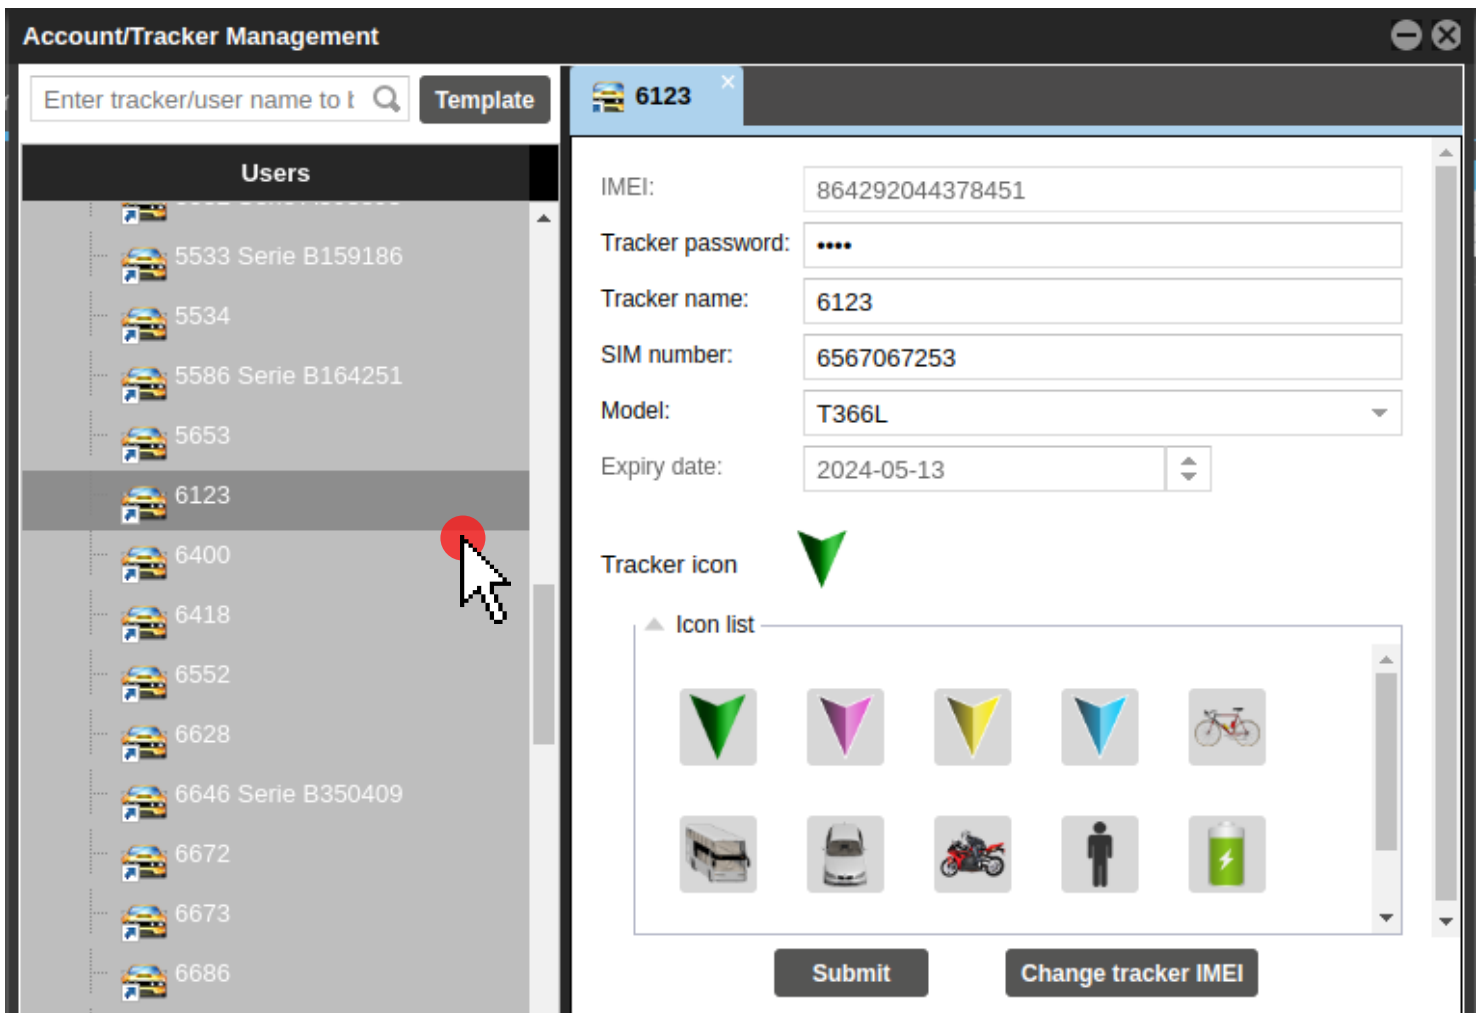 Account/Tracker Management
Enter tracker/user name to
Template
6123
Users
5533 Serie B159186
5534
5586 Serie B164251
5653
6123
6400
6418
6552
6628
6646 Serie B350409
6672
6673
6686
IMEI: 864292044378451
Tracker password: ••••
Tracker name: 6123
SIM number: 6567067253
Model: T366L
Expiry date: 2024-05-13
Tracker icon
Icon list
Submit
Change tracker IMEI